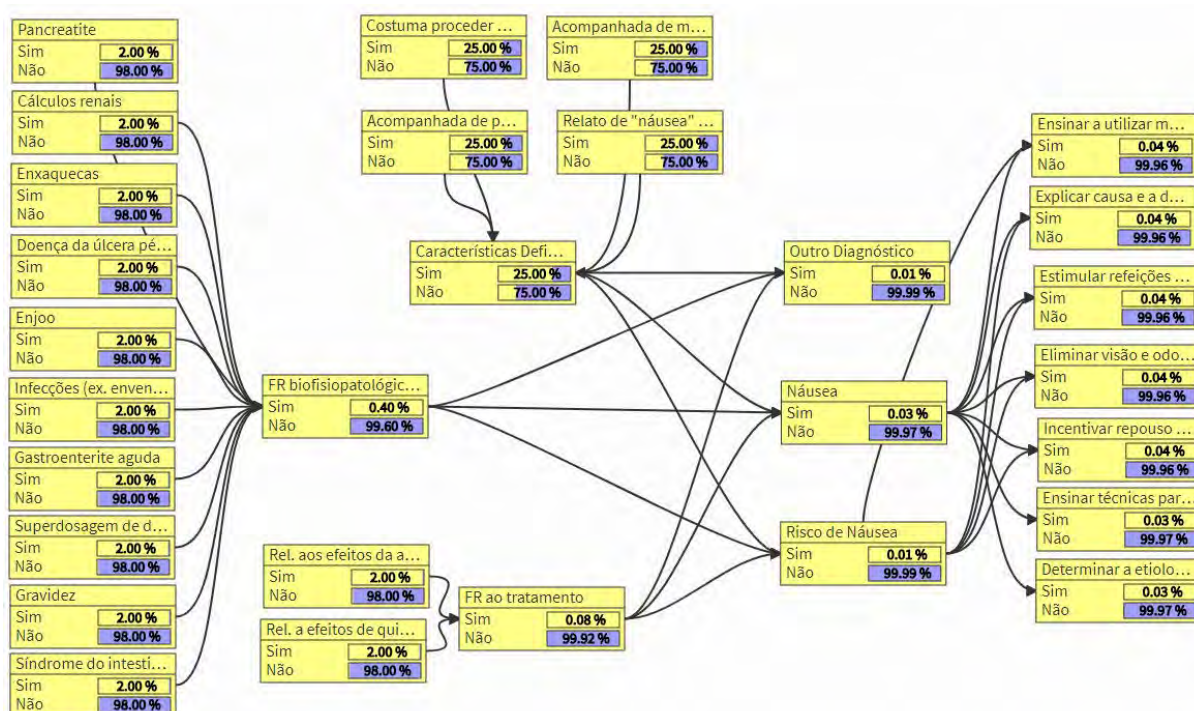 Pancreatite
Sim 2.00 %
Não 98.00 %
Cálculos renais
Sim 2.00 %
Não 98.00 %
Enxaquecas
Sim 2.00 %
Não 98.00 %
Doença da úlcera pé...
Sim 2.00 %
Não 98.00 %
Enjoo
Sim 2.00 %
Não 98.00 %
Infecções (ex. enven...
Sim 2.00 %
Não 98.00 %
Gastroenterite aguda
Sim 2.00 %
Não 98.00 %
Superdosagem de d...
Sim 2.00 %
Não 98.00 %
Gravidez
Sim 2.00 %
Não 98.00 %
Síndrome do intesti...
Sim 2.00 %
Não 98.00 %
FR biofisiopatológic...
Sim 0.40 %
Não 99.60 %
Rel. aos efeitos da a...
Sim 2.00 %
Não 98.00 %
Rel. a efeitos de qui...
Sim 2.00 %
Não 98.00 %
FR ao tratamento
Sim 0.08 %
Não 99.92 %
Costuma proceder ...
Sim 25.00 %
Não 75.00 %
Acompanhada de m...
Sim 25.00 %
Não 75.00 %
Acompanhada de p...
Sim 25.00 %
Não 75.00 %
Relato de "náusea" ...
Sim 25.00 %
Não 75.00 %
Características Defi...
Sim 25.00 %
Não 75.00 %
Outro Diagnóstico
Sim 0.01 %
Não 99.99 %
Náusea
Sim 0.03 %
Não 99.97 %
Risco de Náusea
Sim 0.01 %
Não 99.99 %
Ensinar a utilizar m...
Sim 0.04 %
Não 99.96 %
Explicar causa e a d...
Sim 0.04 %
Não 99.96 %
Estimular refeições ...
Sim 0.04 %
Não 99.96 %
Eliminar visão e odo...
Sim 0.04 %
Não 99.96 %
Incentivar repouso ...
Sim 0.04 %
Não 99.96 %
Ensinar técnicas par...
Sim 0.03 %
Não 99.97 %
Determinar a etiolo...
Sim 0.03 %
Não 99.97 %